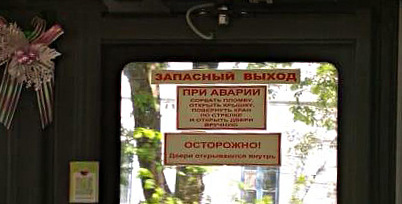 ЗАПАСНЫЙ ВЫХОД
ПРИ АВАРИИ
СОРВАТЬ ПЛОМБУ,
ОТКРЫТЬ КРЫШКУ,
ПОВЕРНУТЬ КРАН
ПО СТРЕЛКЕ
И ОТКРЫТЬ ДВЕРИ
ВРУЧНУЮ
ОСТОРОЖНО!
Двери открываются внутрь